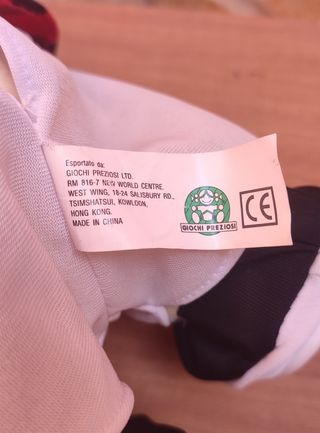 Esportato da:
GIOCHI PREZIOSI LTD.
RM 816-7 NEW WORLD CENTRE.
WEST WING, 18-24 SALISBURY RD.,
TSIMSHATSUI, KOWLOON,
HONG KONG.
MADE IN CHINA
GIOCHI PREZIOSI
CE